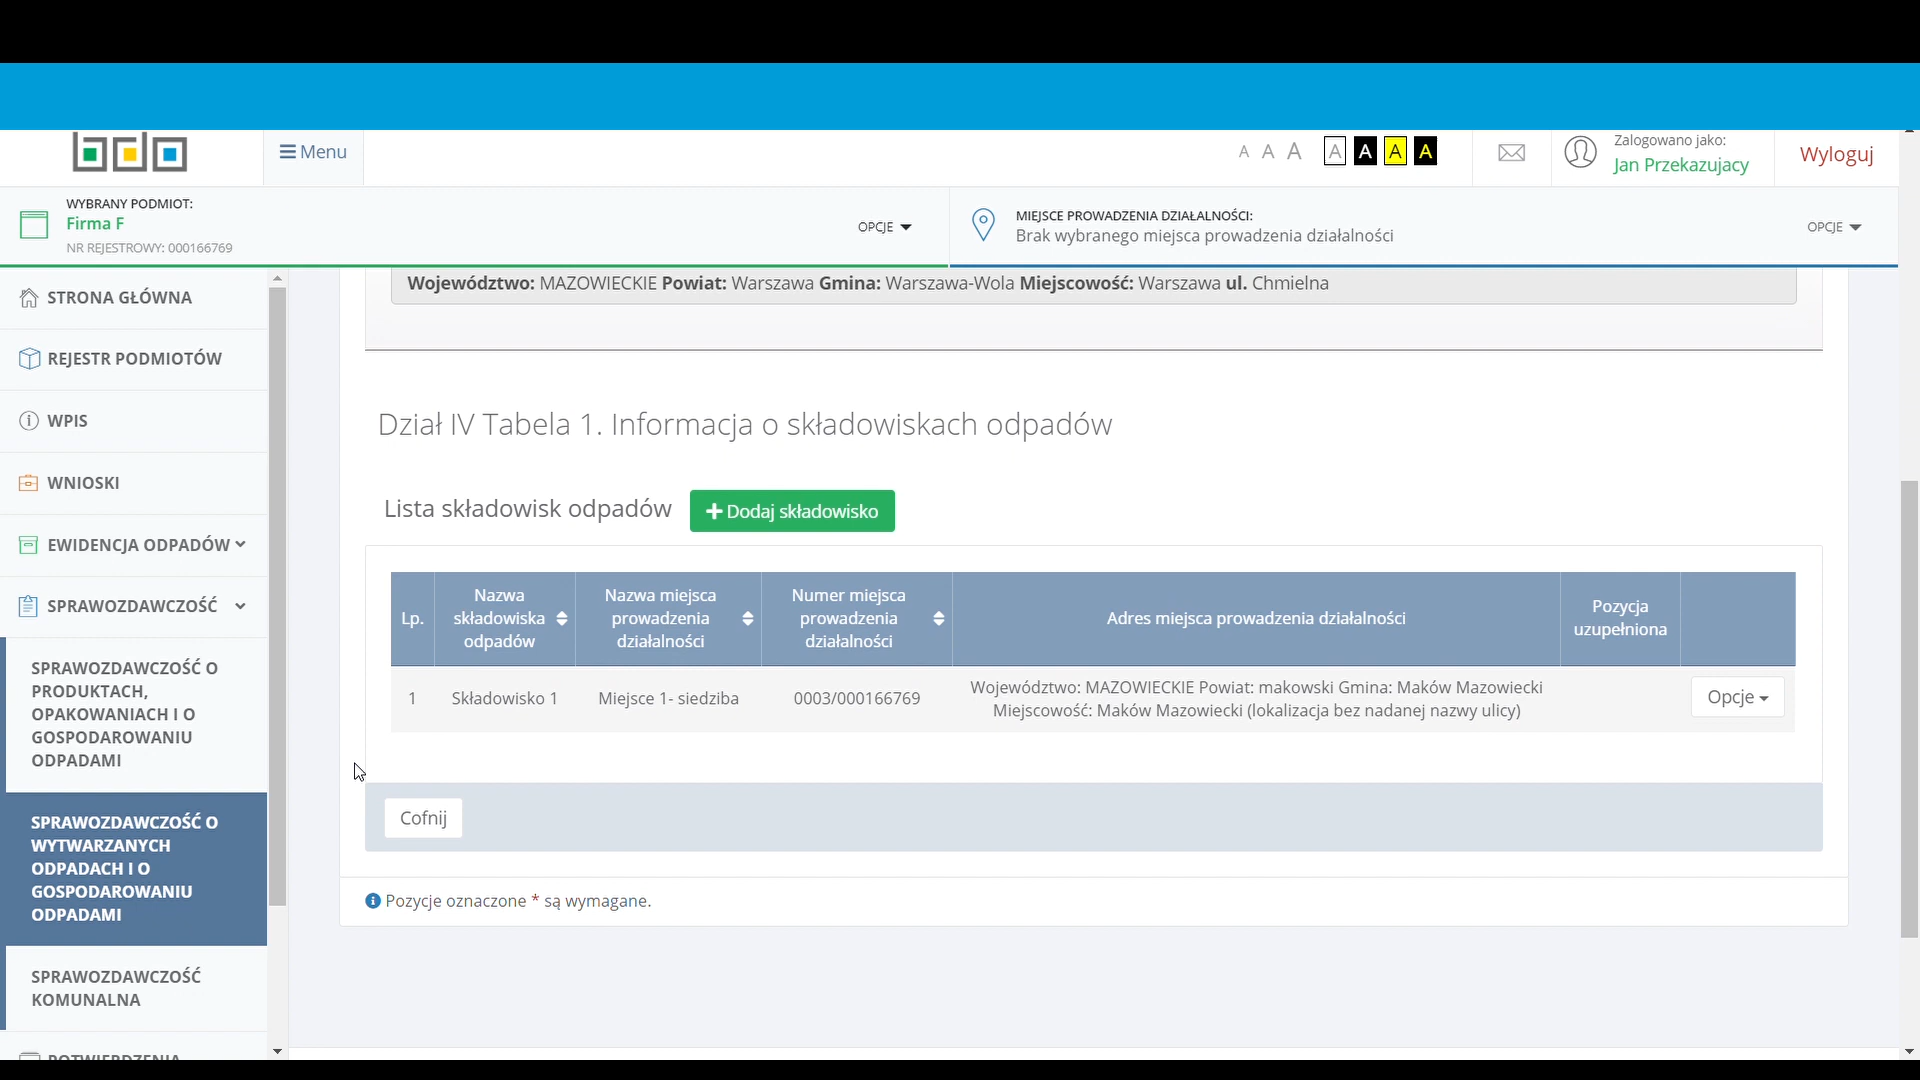 bdo
Menu
A A A A A A A
Zalogowano jako:
Jan Przekazujacy
Wyloguj
WYBRANY PODMIOT:
Firma F
NR REJESTROWY: 000166769
OPCJE
MIEJSCE PROWADZENIA DZIAŁALNOŚCI:
Brak wybranego miejsca prowadzenia działalności
OPCJE
STRONA GŁÓWNA
REJESTR PODMIOTÓW
WPIS
WNIOSKI
EWIDENCJA ODPADÓW
SPRAWOZDAWCZOŚĆ
SPRAWOZDAWCZOŚĆ O
PRODUKTACH,
OPAKOWANIACH I O
GOSPODAROWANIU
ODPADAMI
SPRAWOZDAWCZOŚĆ O
WYTWARZANYCH
ODPADACH I O
GOSPODAROWANIU
ODPADAMI
SPRAWOZDAWCZOŚĆ
KOMUNALNA
POTWIERDZENIA
Województwo: MAZOWIECKIE Powiat: Warszawa Gmina: Warszawa-Wola Miejscowość: Warszawa ul. Chmielna
Dział IV Tabela 1. Informacja o składowiskach odpadów
Lista składowisk odpadów
Dodaj składowisko
Lp.
Nazwa
składowiska
odpadów
Nazwa miejsca
prowadzenia
działalności
Numer miejsca
prowadzenia
działalności
Adres miejsca prowadzenia działalności
Pozycja
uzupełniona
1
Składowisko 1
Miejsce 1- siedziba
0003/000166769
Województwo: MAZOWIECKIE Powiat: makowski Gmina: Maków Mazowiecki
Miejscowość: Maków Mazowiecki (lokalizacja bez nadanej nazwy ulicy)
Opcje
Cofnij
Pozycje oznaczone * są wymagane.